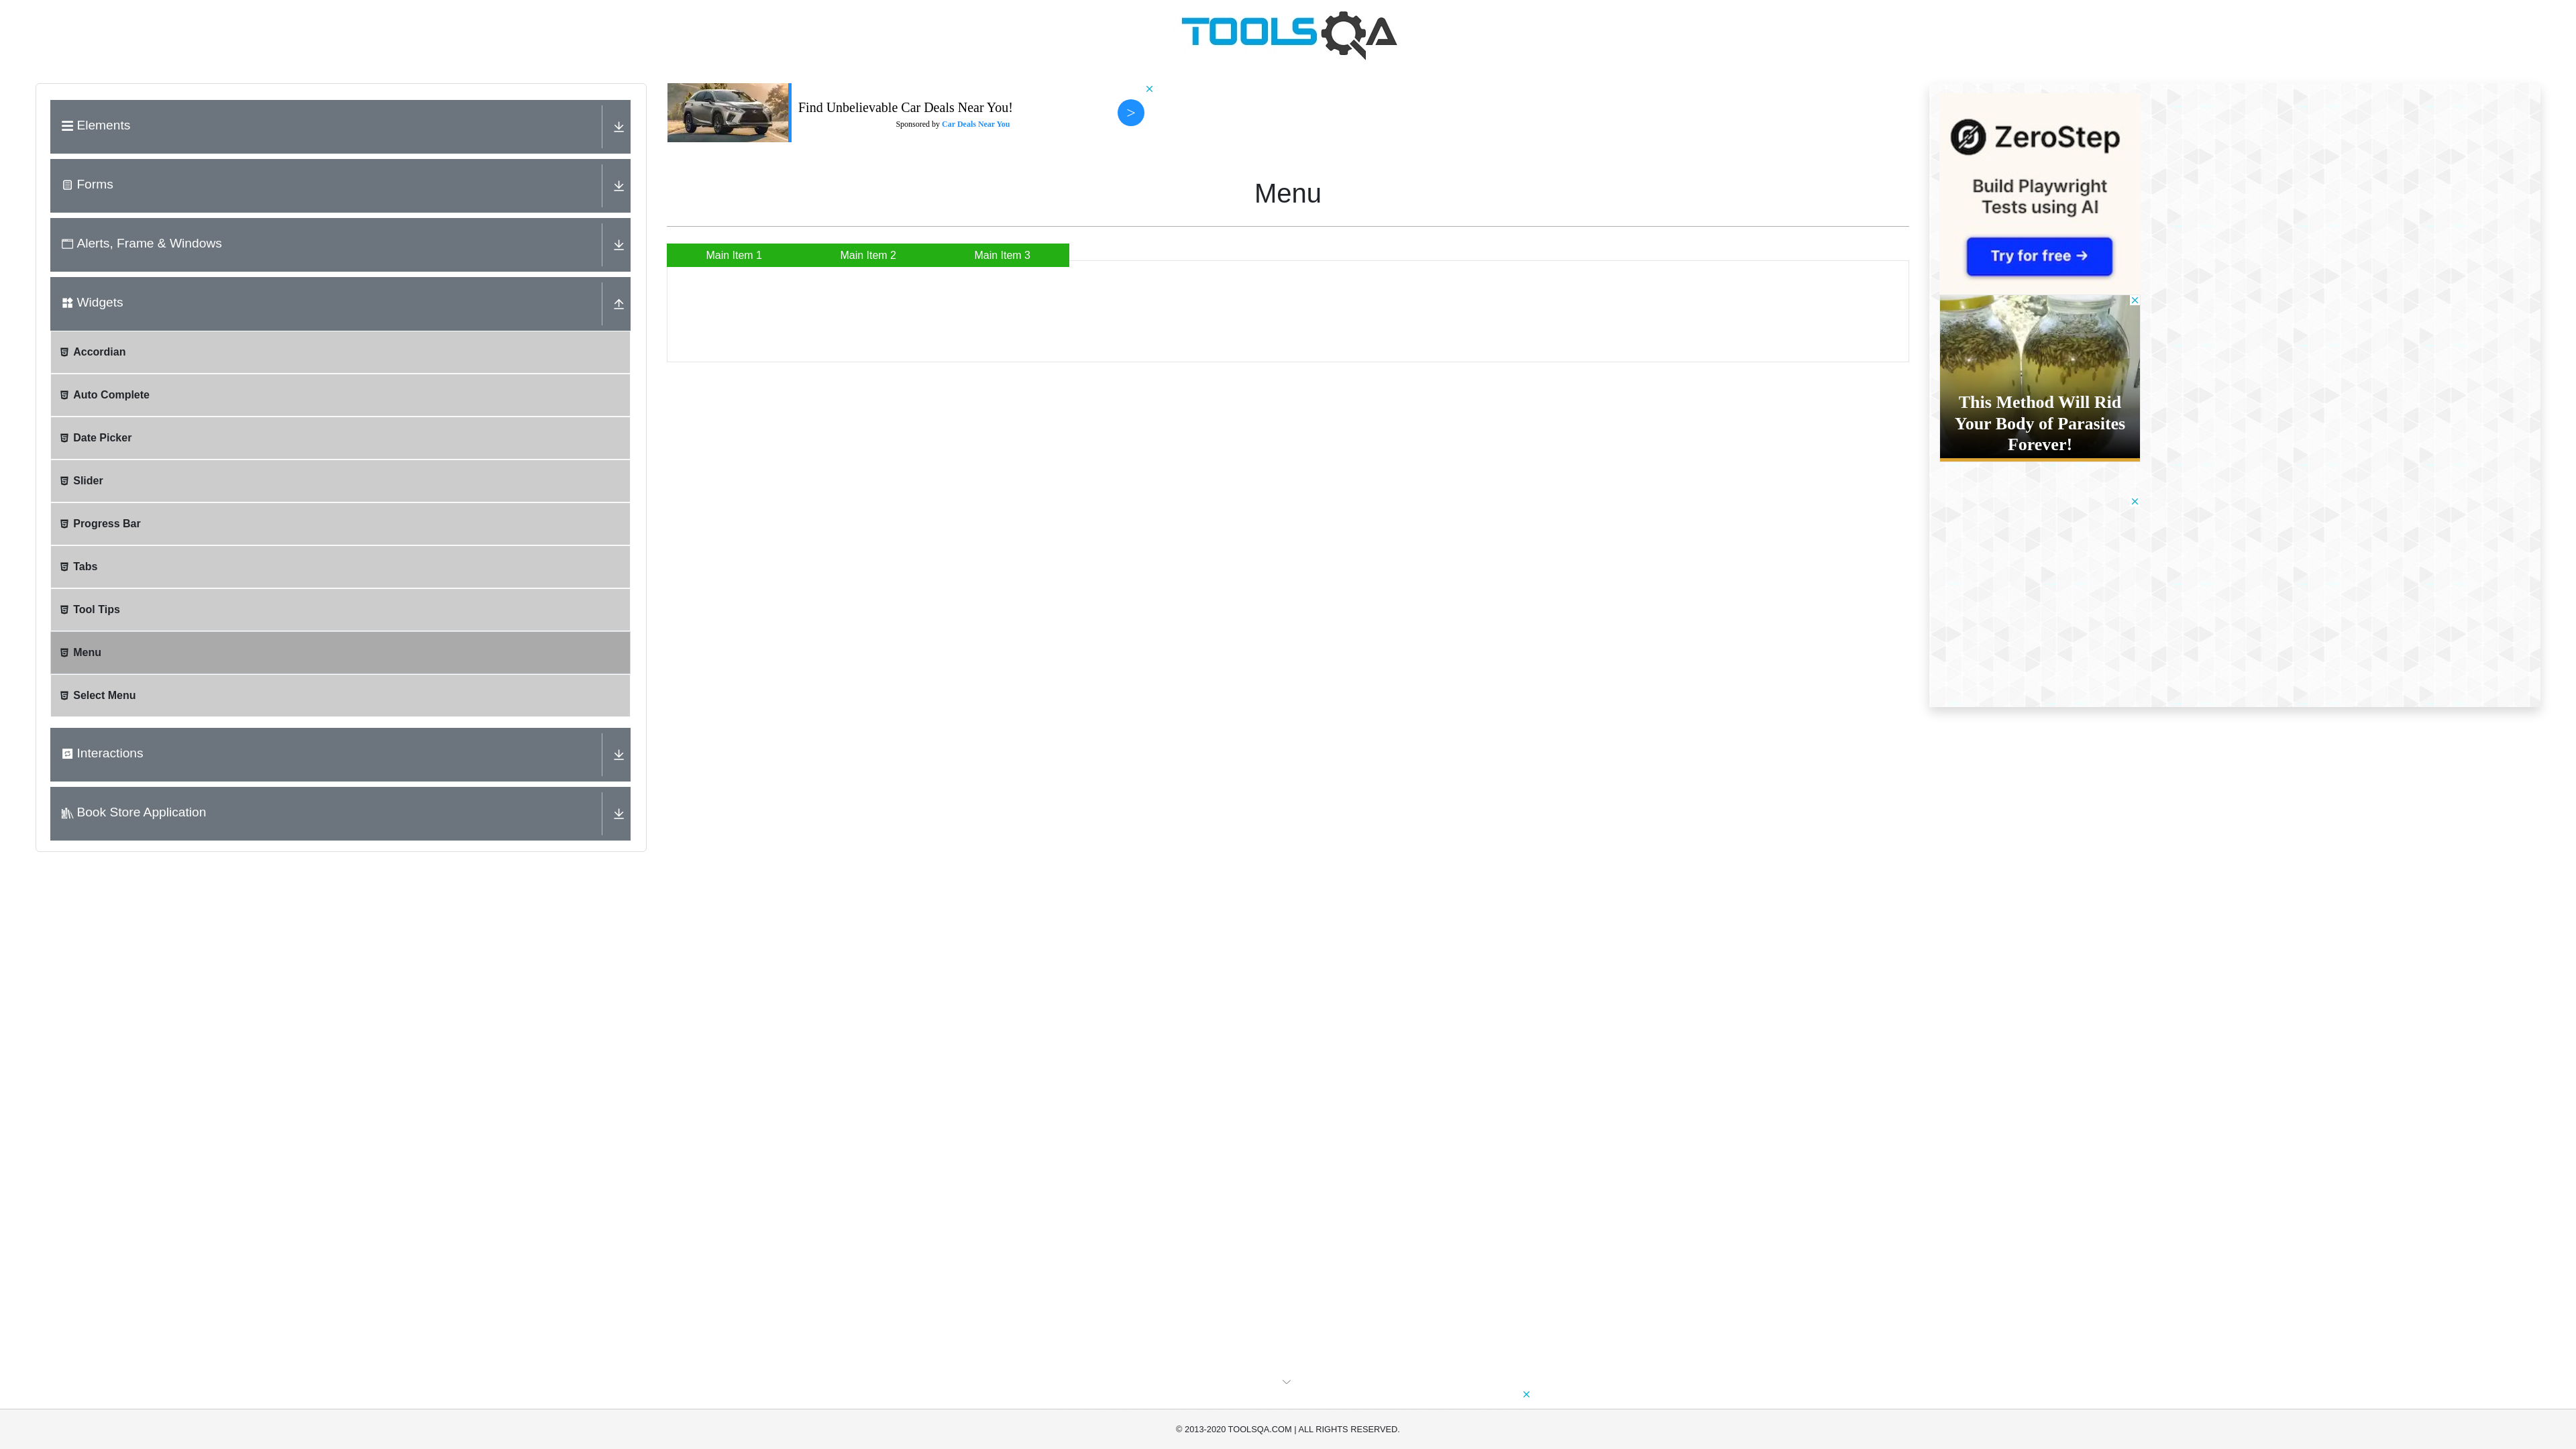 TOOLSQA
Elements
Forms
Alerts, Frame & Windows
Widgets
Accordian
Auto Complete
Date Picker
Slider
Progress Bar
Tabs
Tool Tips
Menu
Select Menu
Interactions
Book Store Application
Find Unbelievable Car Deals Near You!
Sponsored by Car Deals Near You
>
Menu
Main Item 1 Main Item 2 Main Item 3
ZeroStep
Build Playwright
Tests using AI
Try for free →
This Method Will Rid
Your Body of Parasites
Forever!
© 2013-2020 TOOLSQA.COM | ALL RIGHTS RESERVED.